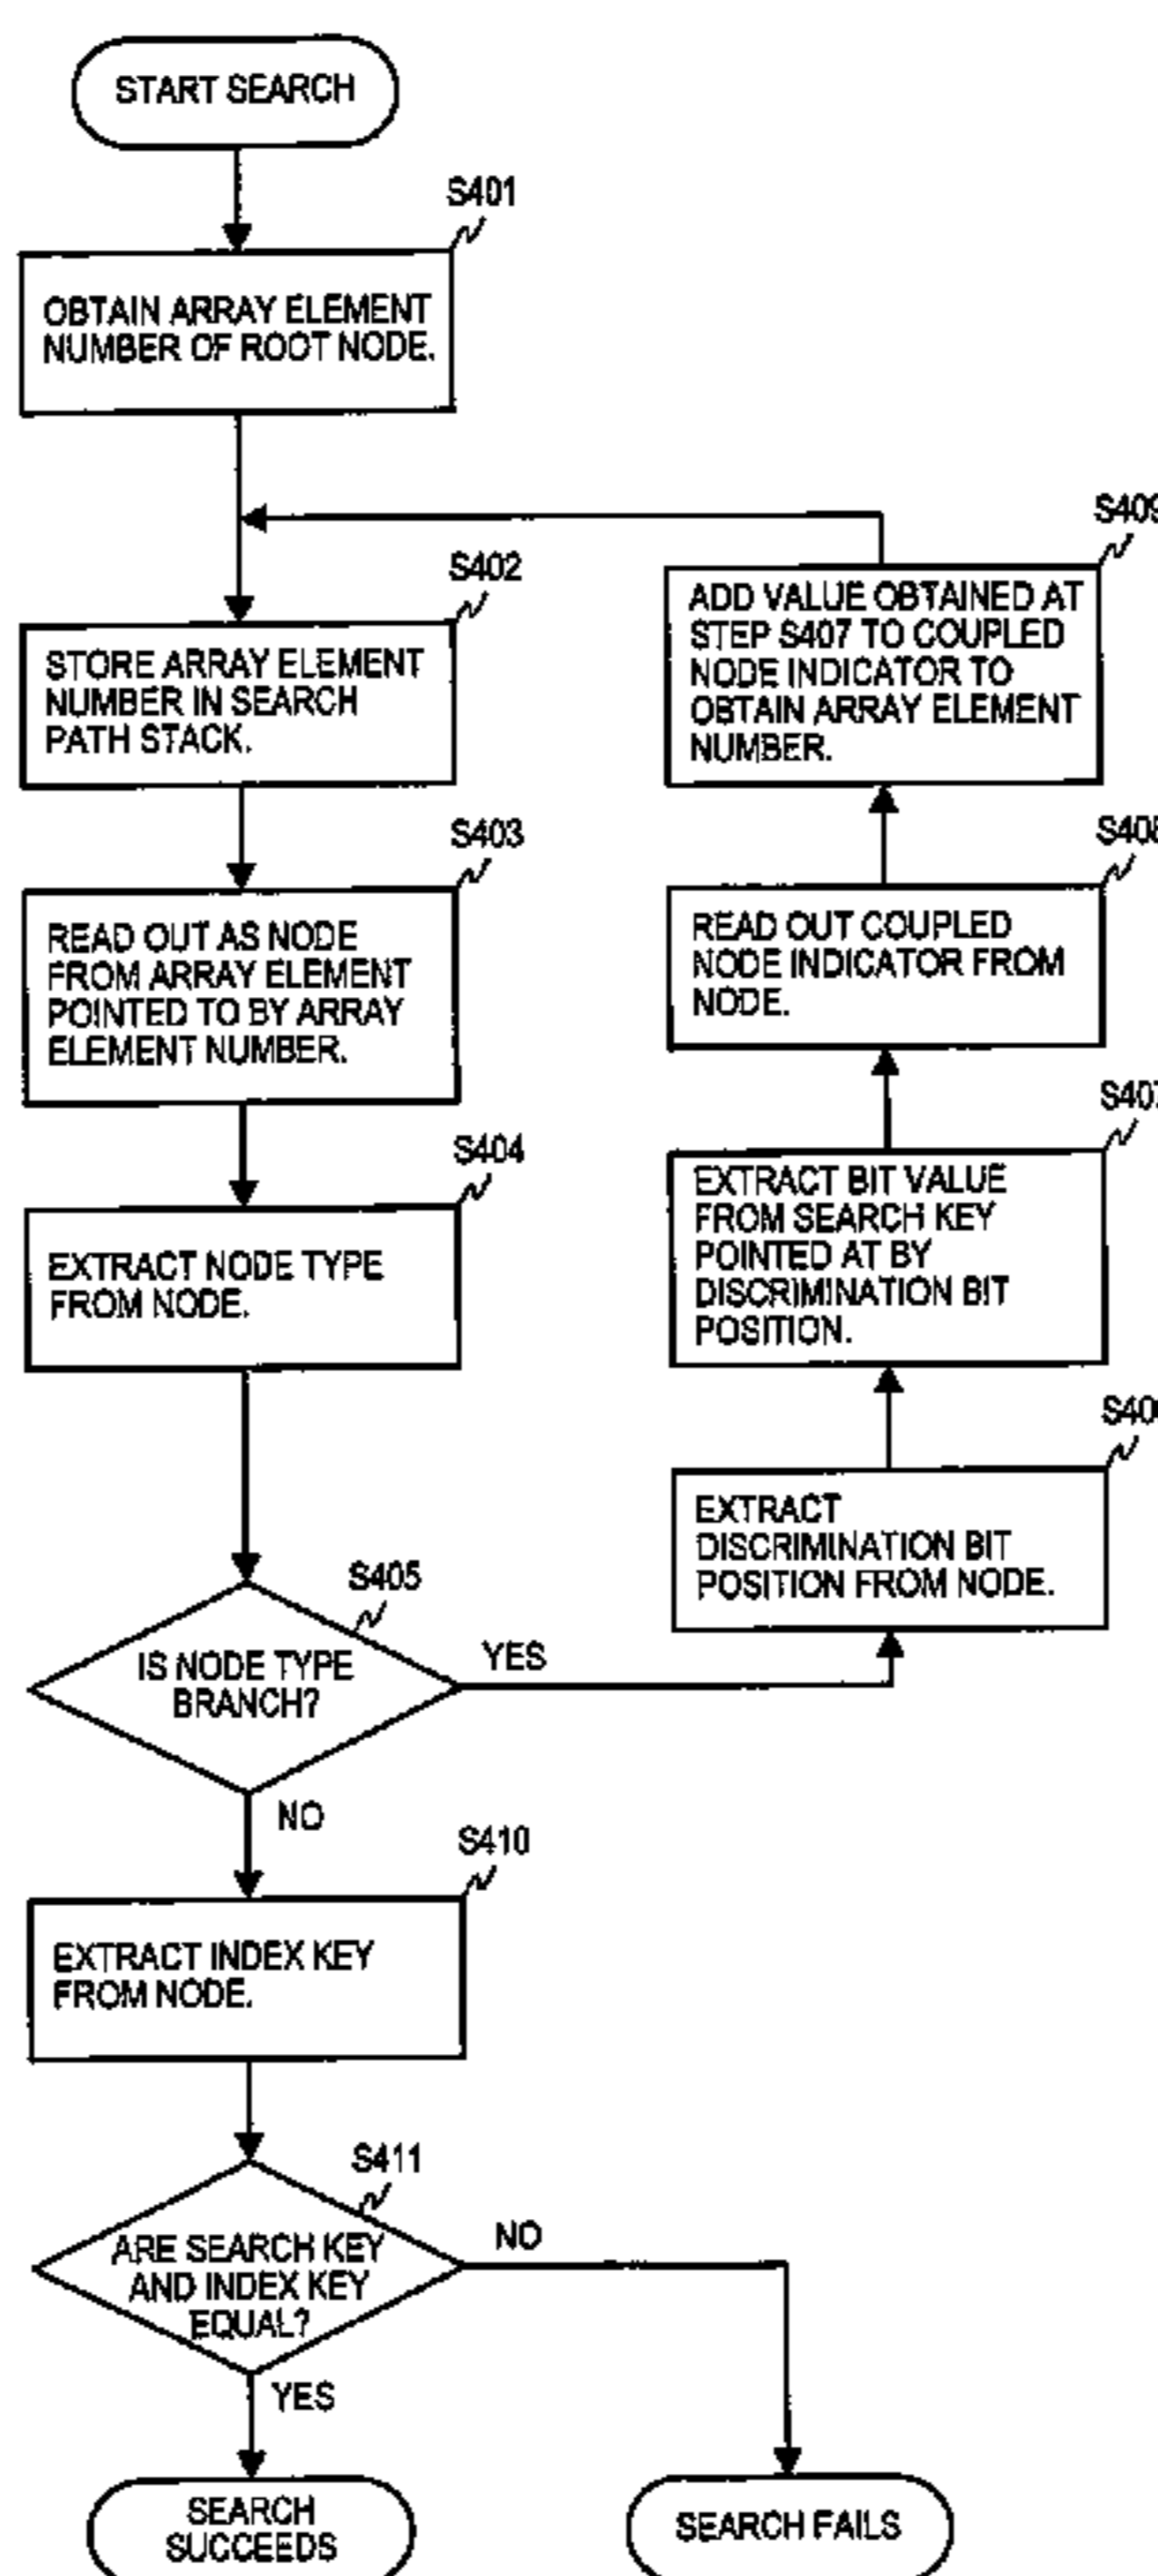 START SEARCH
S401
OBTAIN ARRAY ELEMENT
NUMBER OF ROOT NODE.
S402
STORE ARRAY ELEMENT
NUMBER IN SEARCH
PATH STACK.
S403
READ OUT AS NODE
FROM ARRAY ELEMENT
POINTED TO BY ARRAY
ELEMENT NUMBER.
S404
EXTRACT NODE TYPE
FROM NODE.
S405
IS NODE TYPE
BRANCH?
YES
NO
S409
ADD VALUE OBTAINED AT
STEP S407 TO COUPLED
NODE INDICATOR TO
OBTAIN ARRAY ELEMENT
NUMBER.
S408
READ OUT COUPLED
NODE INDICATOR FROM
NODE.
S407
EXTRACT BIT VALUE
FROM SEARCH KEY
POINTED AT BY
DISCRIMINATION BIT
POSITION.
EXTRACT
DISCRIMINATION BIT
POSITION FROM NODE.
S410
EXTRACT INDEX KEY
FROM NODE.
S411
ARE SEARCH KEY
AND INDEX KEY
EQUAL?
NO
YES
SEARCH
SUCCEEDS
SEARCH FAILS